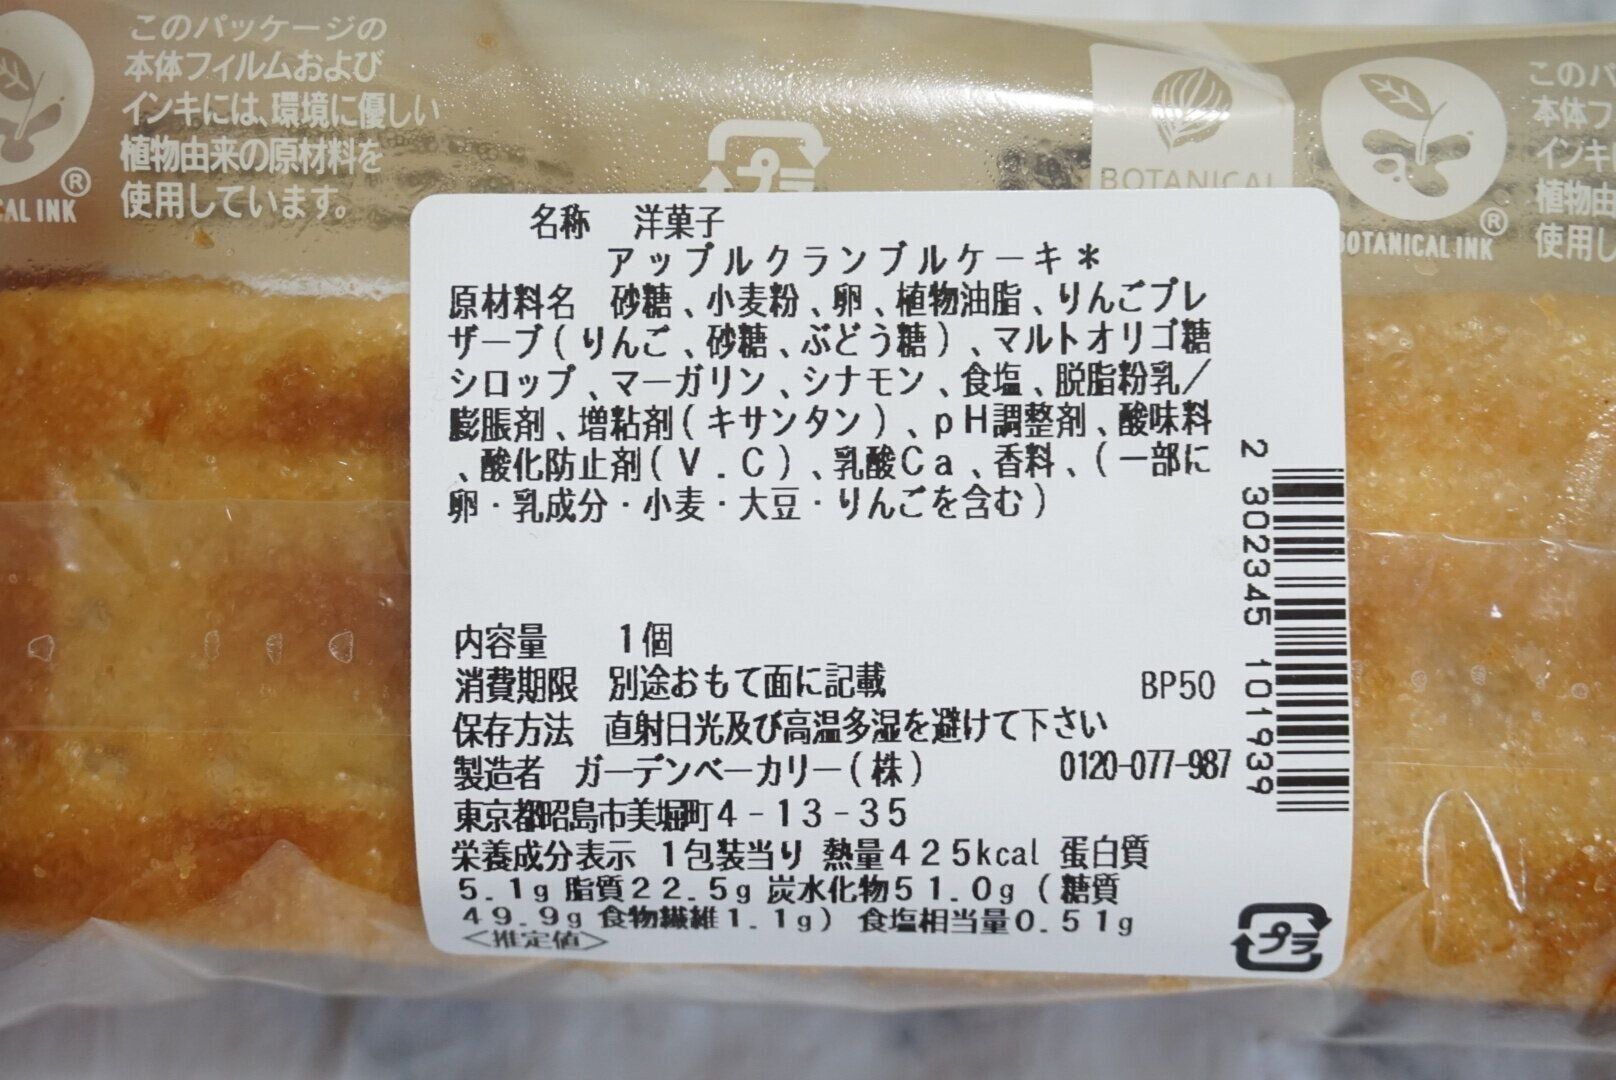 このパッケージの
本体フィルムおよび
インキには、環境に優しい
植物由来の原材料を
使用しています。
CAL INK
®
プラ
BOTANICAL
BOTANICAL INK
®
このパ
本体フ
インキ
植物由
使用し
名称 洋菓子
アップルクランブルケーキ＊
原材料名 砂糖、小麦粉、卵、植物油脂、りんごプレ
ザーブ(りんご、砂糖、ぶどう糖)、マルトオリゴ糖
シロップ、マーガリン、シナモン、食塩、脱脂粉乳／
膨脹剤、増粘剤(キサンタン)、pH調整剤、酸味料
、酸化防止剤(V.C)、乳酸Ca、香料、(一部に
卵・乳成分・小麦・大豆・りんごを含む)
内容量 1個
消費期限 別途おもて面に記載 BP50
保存方法 直射日光及び高温多湿を避けて下さい
製造者 ガーデンベーカリー(株) 0120-077-987
東京都昭島市美堀町4-13-35
栄養成分表示 1包装当り 熱量425kcal 蛋白質
5.1g 脂質22.5g 炭水化物51.0g (糖質
49.9g 食物繊維1.1g) 食塩相当量0.51g
＜推定値＞
2 302345 101939
プラ